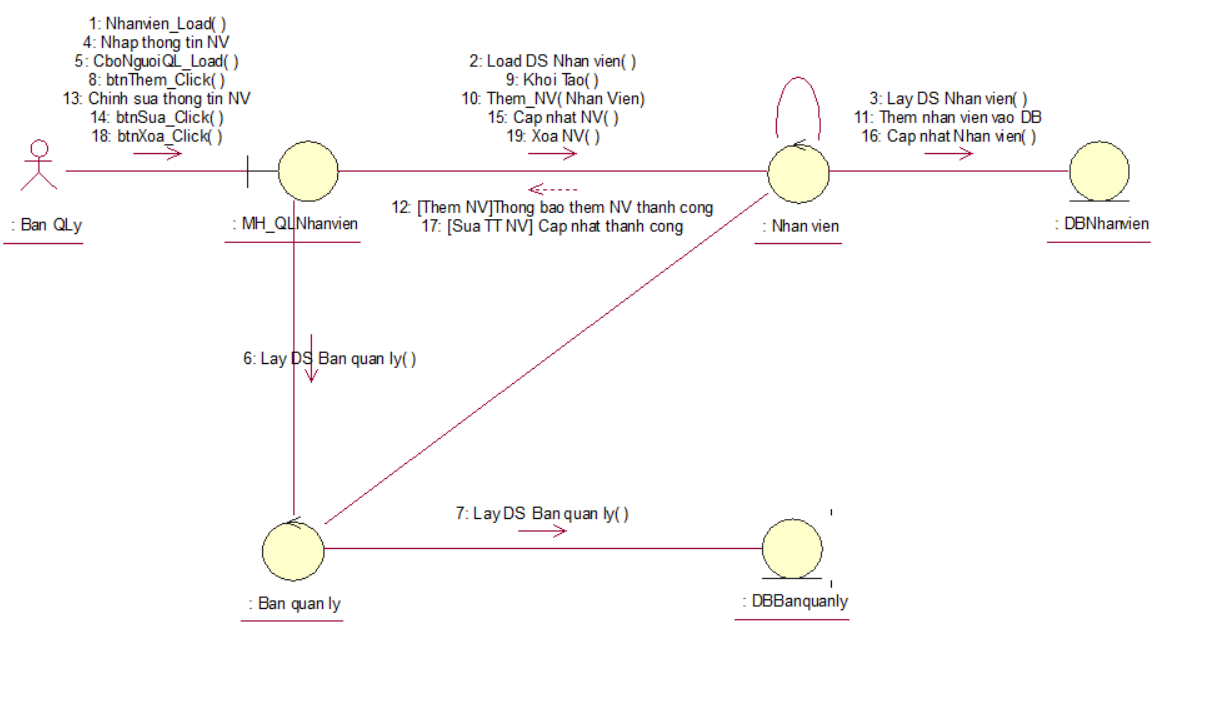 1: Nhanvien_Load( )
4: Nhap thong tin NV
5: CboNguoiQL_Load( )
8: btnThem_Click( )
13: Chinh sua thong tin NV
14: btnSua_Click( )
18: btnXoa_Click( )
2: Load DS Nhan vien( )
9: Khoi Tao( )
10: Them_NV( Nhan Vien)
15: Cap nhat NV( )
19: Xoa NV( )
3: Lay DS Nhan vien( )
11: Them nhan vien vao DB
16: Cap nhat Nhan vien( )
12: [Them NV]Thong bao them NV thanh cong
17: [Sua TT NV] Cap nhat thanh cong
: Ban QLy
: MH_QLNhanvien
: Nhan vien
: DBNhanvien
6: Lay DS Ban quan ly( )
7: Lay DS Ban quan ly( )
: Ban quan ly
: DBBanquanly